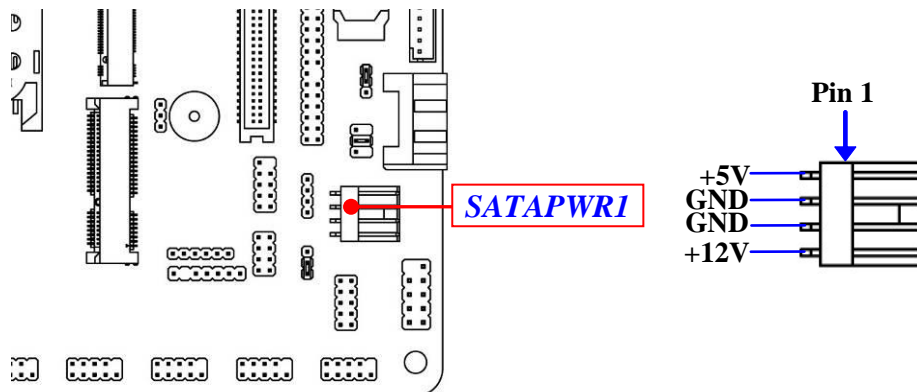 Pin 1
+5V
GND
SATAPWR1
GND
+12V